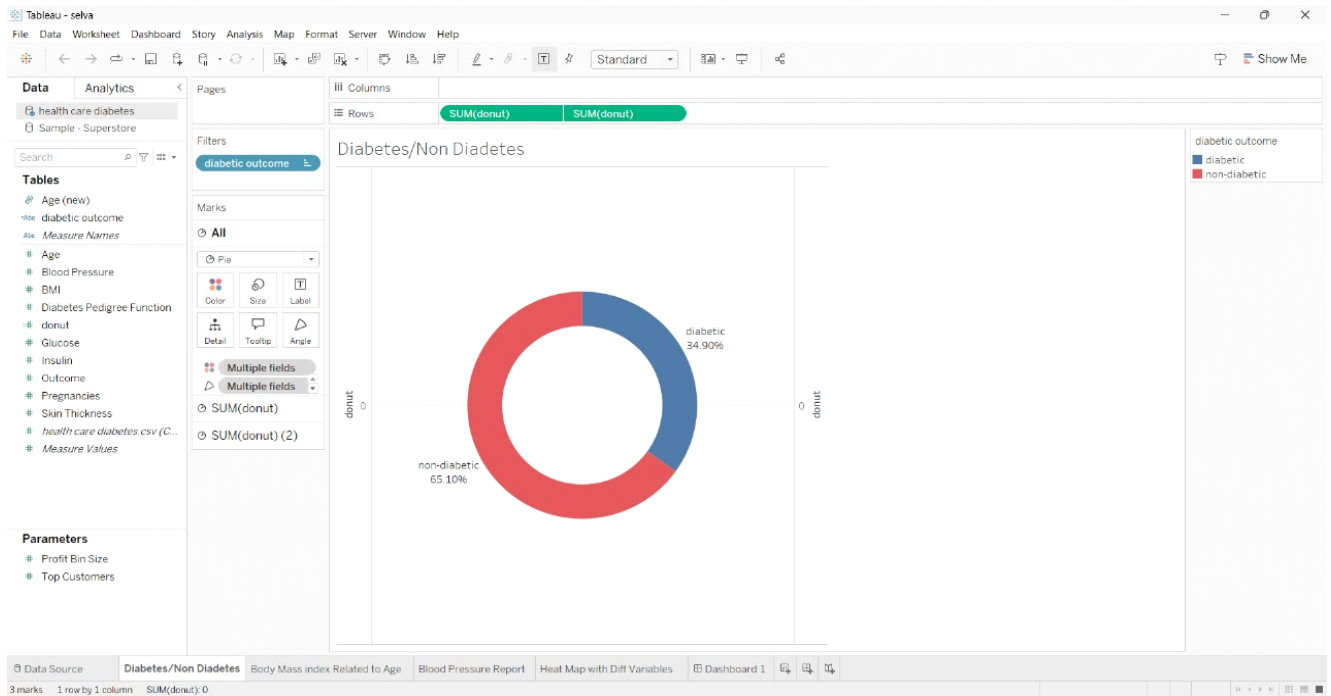 Tableau - selva
File Data Worksheet Dashboard Story Analysis Map Format Server Window Help
Standard
Show Me
Data Analytics
health care diabetes
Sample - Superstore
Search
Tables
Age (new)
Abc diabetic outcome
Abc Measure Names
# Age
# Blood Pressure
# BMI
# Diabetes Pedigree Function
# donut
# Glucose
# Insulin
# Outcome
# Pregnancies
# Skin Thickness
# health care diabetes.csv (C...
# Measure Values
Parameters
# Profit Bin Size
# Top Customers
Pages
Filters
diabetic outcome
Marks
All
Pie
Color Size Label
Detail Tooltip Angle
Multiple fields
Multiple fields
SUM(donut)
SUM(donut) (2)
Columns
Rows SUM(donut) SUM(donut)
Diabetes/Non Diadetes
donut
0
diabetic
34.90%
non-diabetic
65.10%
0
donut
diabetic outcome
diabetic
non-diabetic
Data Source Diabetes/Non Diadetes Body Mass index Related to Age Blood Pressure Report Heat Map with Diff Variables Dashboard 1
3 marks 1 row by 1 column SUM(donut): 0